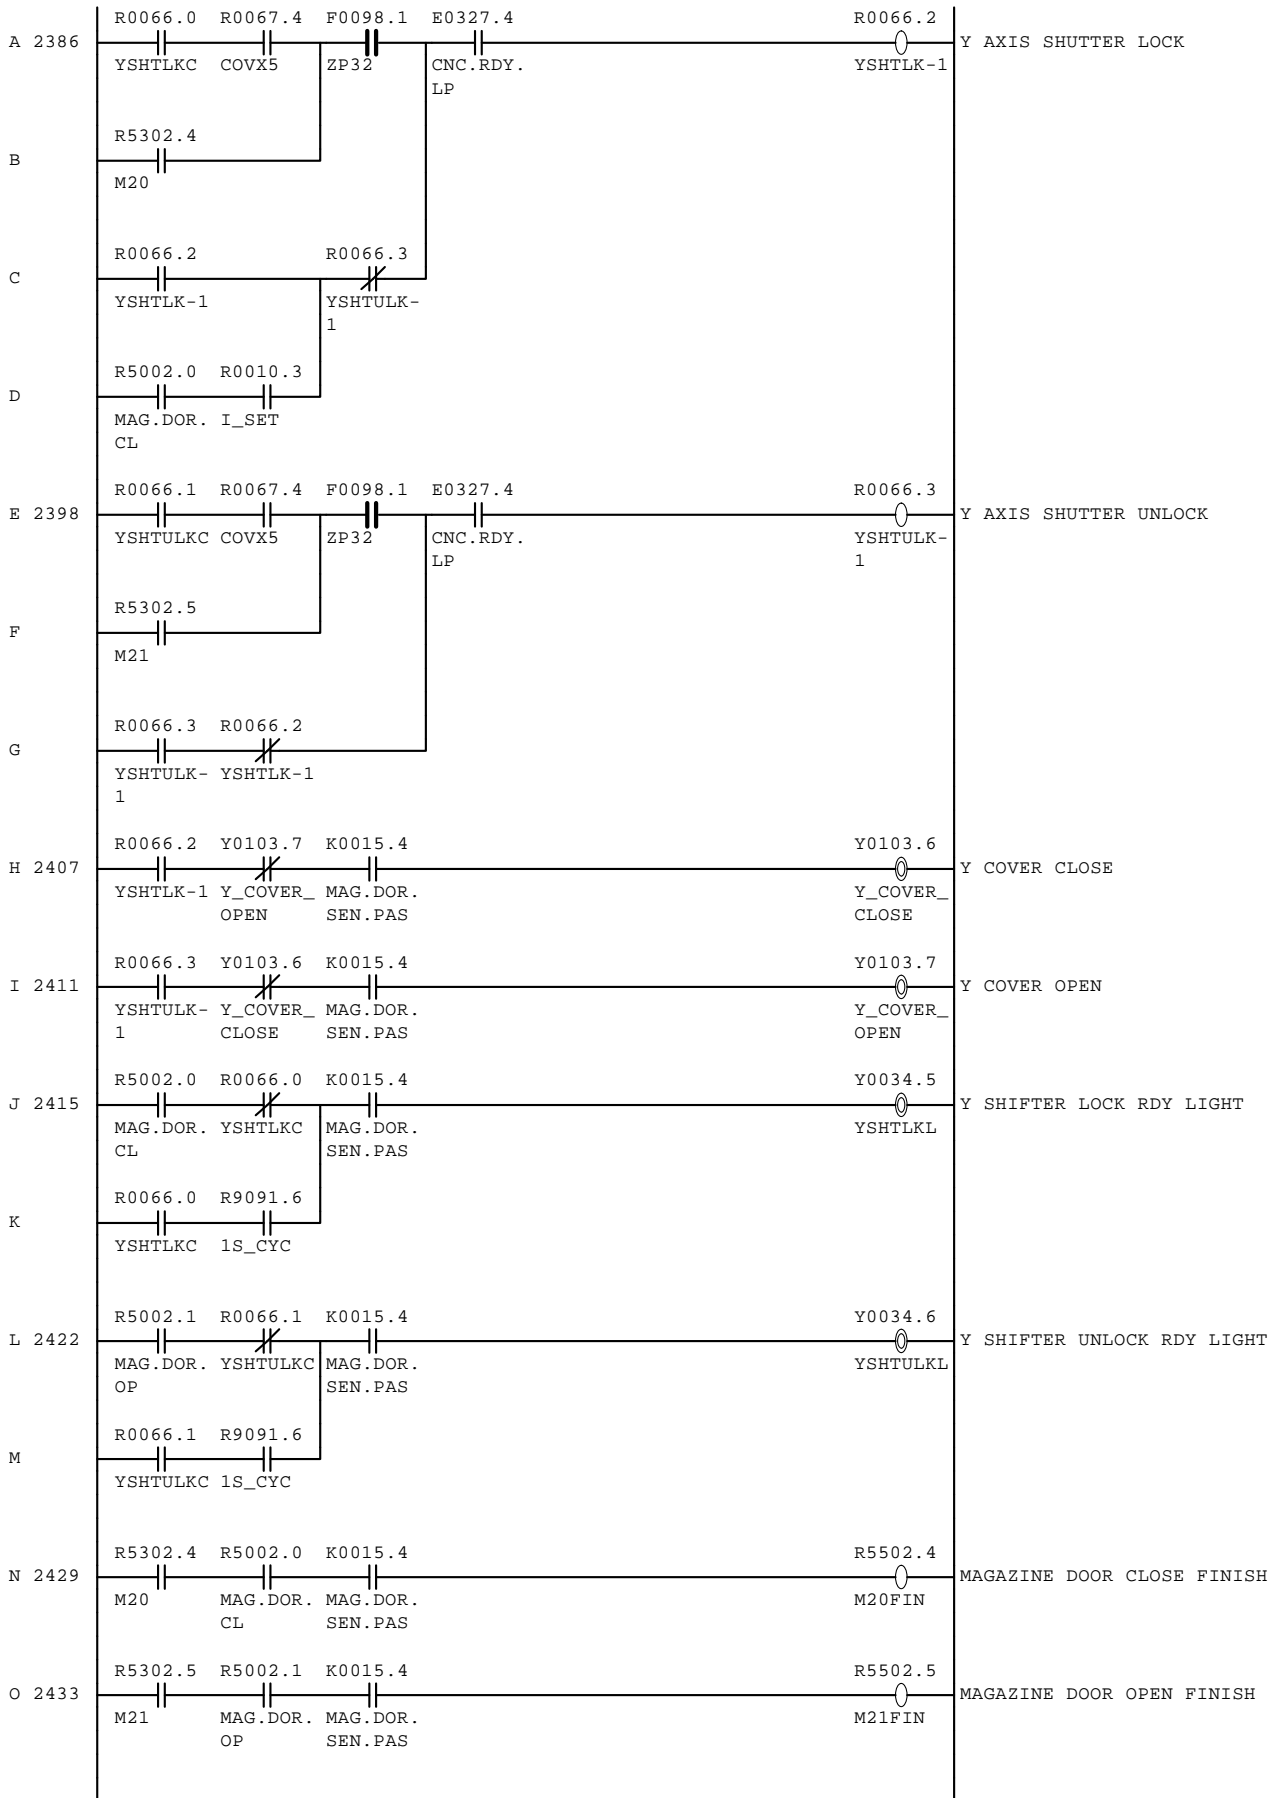 R0066.0 R0067.4 F0098.1 E0327.4 R0066.2
A 2386 Y AXIS SHUTTER LOCK
YSHTLKC COVX5 ZP32 CNC.RDY. YSHTLK-1
LP
R5302.4
B
M20
R0066.2 R0066.3
C
YSHTLK-1 YSHTULK-
1
R5002.0 R0010.3
D
MAG.DOR. I_SET
CL
R0066.1 R0067.4 F0098.1 E0327.4 R0066.3
E 2398 Y AXIS SHUTTER UNLOCK
YSHTULKC COVX5 ZP32 CNC.RDY. YSHTULK-
LP 1
R5302.5
F
M21
R0066.3 R0066.2
G
YSHTULK- YSHTLK-1
1
R0066.2 Y0103.7 K0015.4 Y0103.6
H 2407 Y COVER CLOSE
YSHTLK-1 Y_COVER_ MAG.DOR. Y_COVER_
OPEN SEN.PAS CLOSE
R0066.3 Y0103.6 K0015.4 Y0103.7
I 2411 Y COVER OPEN
YSHTULK- Y_COVER_ MAG.DOR. Y_COVER_
1 CLOSE SEN.PAS OPEN
R5002.0 R0066.0 K0015.4 Y0034.5
J 2415 Y SHIFTER LOCK RDY LIGHT
MAG.DOR. YSHTLKC MAG.DOR. YSHTLKL
CL SEN.PAS
R0066.0 R9091.6
K
YSHTLKC 1S_CYC
R5002.1 R0066.1 K0015.4 Y0034.6
L 2422 Y SHIFTER UNLOCK RDY LIGHT
MAG.DOR. YSHTULKC MAG.DOR. YSHTULKL
OP SEN.PAS
R0066.1 R9091.6
M
YSHTULKC 1S_CYC
R5302.4 R5002.0 K0015.4 R5502.4
N 2429 MAGAZINE DOOR CLOSE FINISH
M20 MAG.DOR. MAG.DOR. M20FIN
CL SEN.PAS
R5302.5 R5002.1 K0015.4 R5502.5
O 2433 MAGAZINE DOOR OPEN FINISH
M21 MAG.DOR. MAG.DOR. M21FIN
OP SEN.PAS